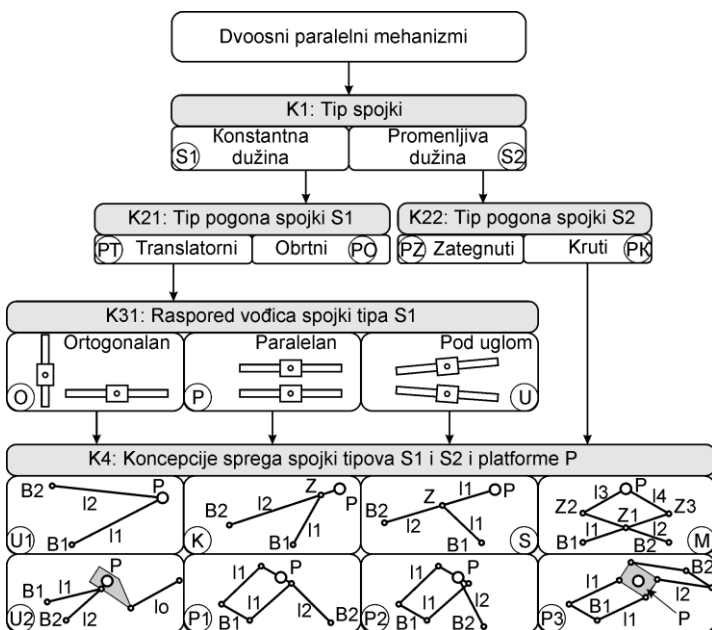 Dvoosni paralelni mehanizmi
K1: Tip spojki
Konstantna dužina
Promenljiva dužina
S1
S2
K21: Tip pogona spojki S1
K22: Tip pogona spojki S2
PT Translatorni
Obrtni PO
PZ Zategnuti
Kruti PK
K31: Raspored vođica spojki tipa S1
Ortogonalan
Paralelan
Pod uglom
O
P
U
K4: Koncepcije sprega spojki tipova S1 i S2 i platforme P
B2 l2 P l1 B1 U1
B2 l2 Z l1 P B1 K
B2 l2 Z l1 P l1 B1 S
l3 P l4 Z2 Z1 Z3 l1 l2 B1 B2 M
B1 l1 P B2 l2 lo U2
l1 P l1 l2 B1 B2 P1
l1 P l1 l2 B1 B2 P2
B2 l1 l2 B1 l1 P P3